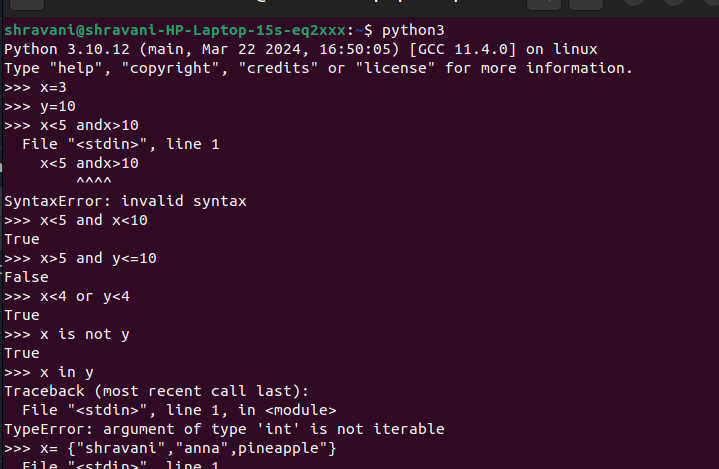 shravani@shravani-HP-Laptop-15s-eq2xxx:~$ python3
Python 3.10.12 (main, Mar 22 2024, 16:50:05) [GCC 11.4.0] on linux
Type "help", "copyright", "credits" or "license" for more information.
>>> x=3
>>> y=10
>>> x<5 andx>10
  File "<stdin>", line 1
    x<5 andx>10
        ^^^^
SyntaxError: invalid syntax
>>> x<5 and x<10
True
>>> x>5 and y<=10
False
>>> x<4 or y<4
True
>>> x is not y
True
>>> x in y
Traceback (most recent call last):
  File "<stdin>", line 1, in <module>
TypeError: argument of type 'int' is not iterable
>>> x= {"shravani","anna",pineapple"}
  File "<stdin>", line 1